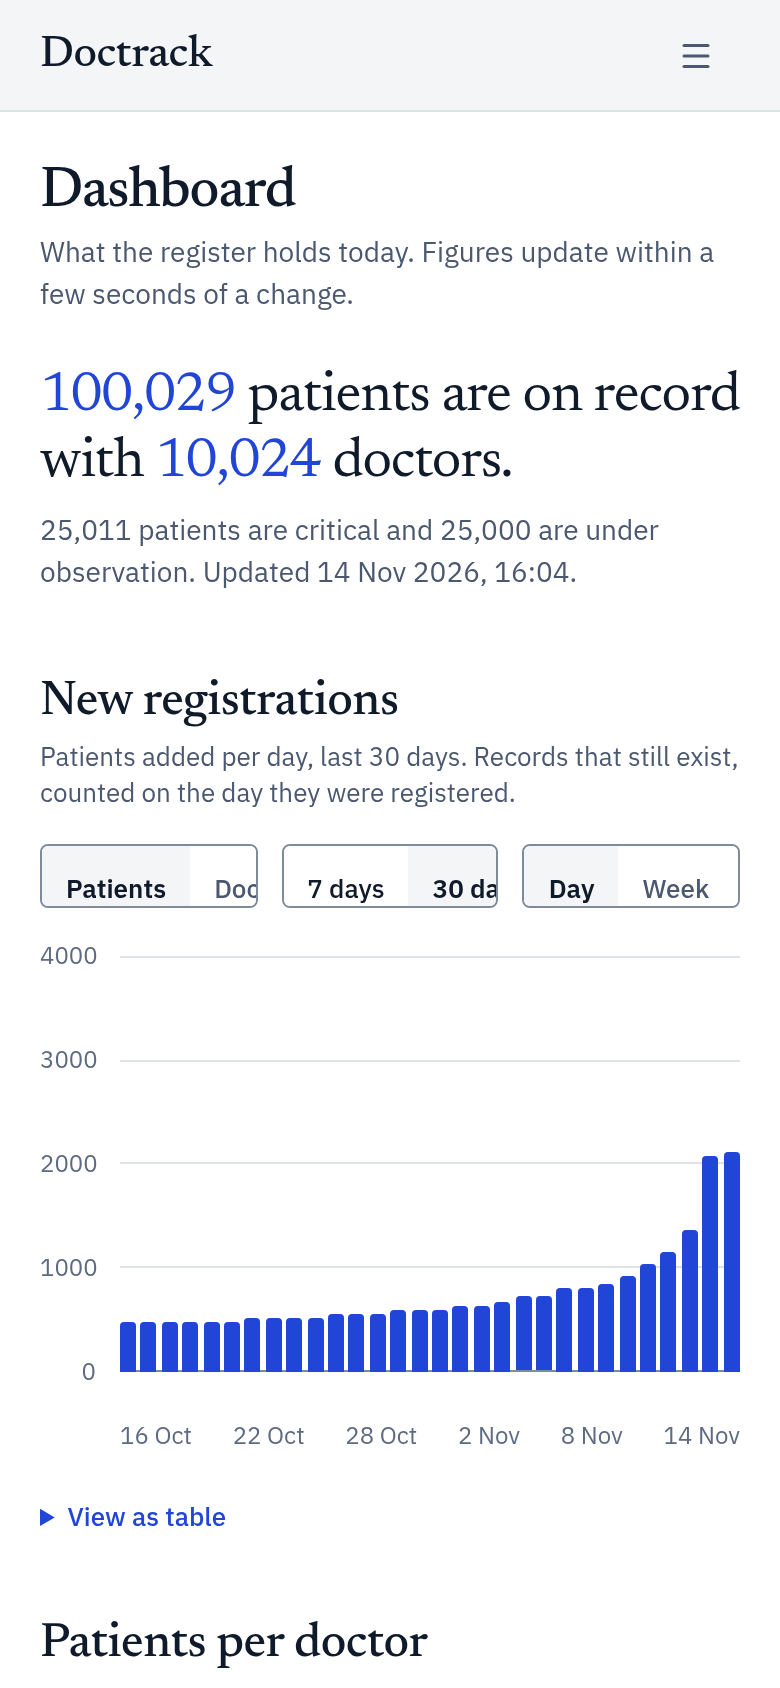 Doctrack
Dashboard
What the register holds today. Figures update within a
few seconds of a change.
100,029 patients are on record
with 10,024 doctors.
25,011 patients are critical and 25,000 are under
observation. Updated 14 Nov 2026, 16:04.
New registrations
Patients added per day, last 30 days. Records that still exist,
counted on the day they were registered.
Patients Doc 7 days 30 da Day Week
4000
3000
2000
1000
0
16 Oct 22 Oct 28 Oct 2 Nov 8 Nov 14 Nov
View as table
Patients per doctor